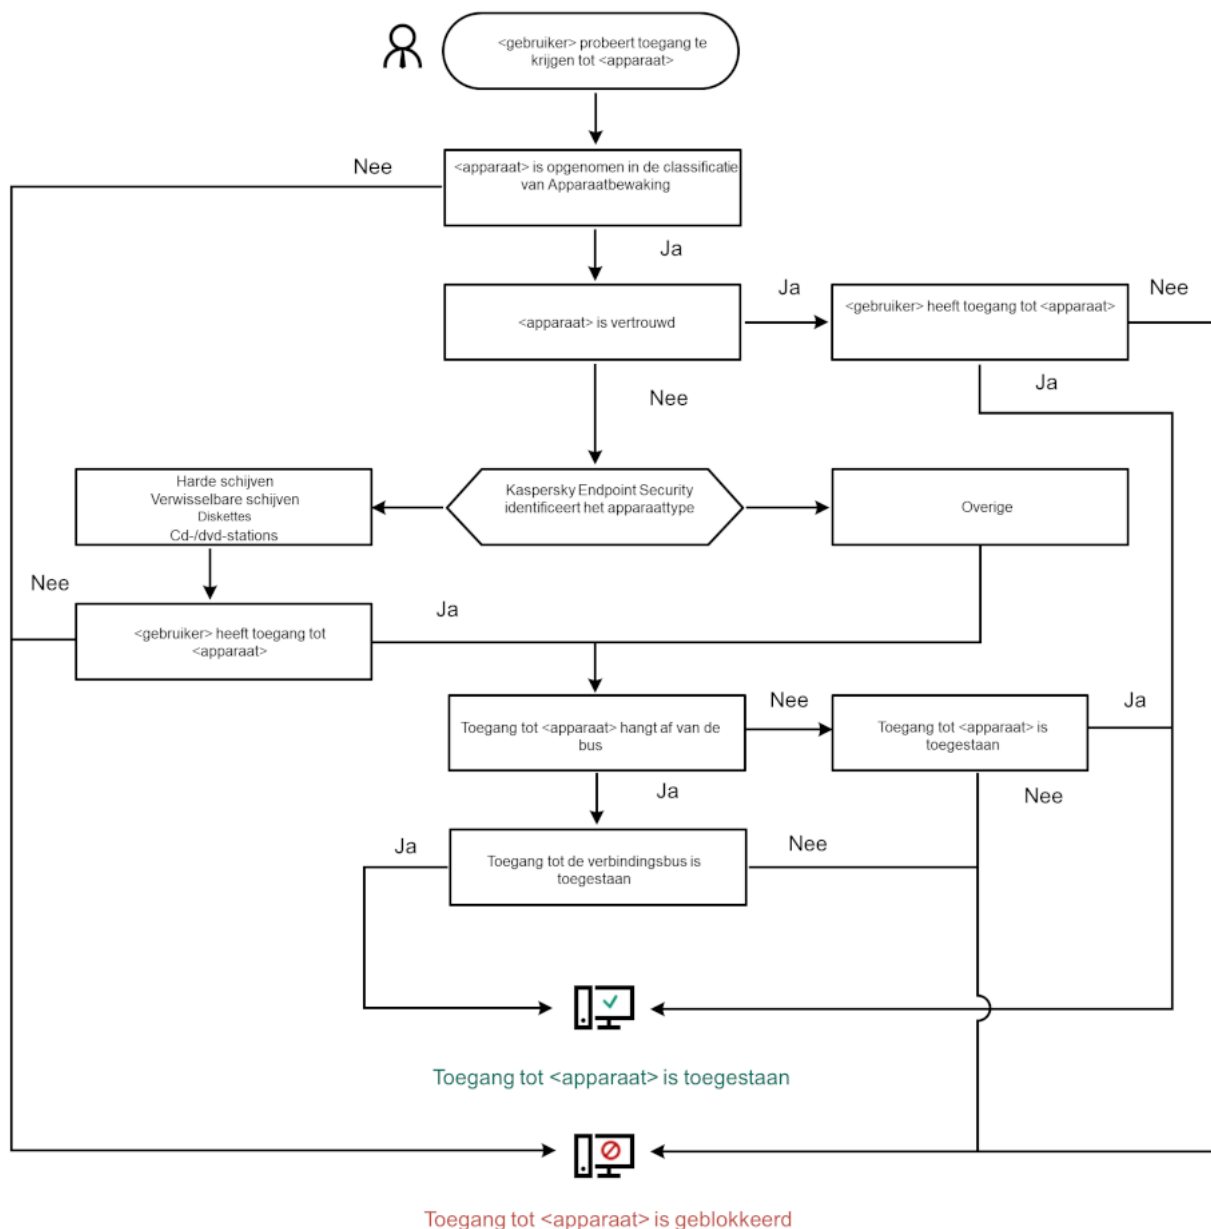 <gebruiker> probeert toegang te
krijgen tot <apparaat>
Nee
<apparaat> is opgenomen in de classificatie
van Apparaatbewaking
Ja
<apparaat> is vertrouwd
Ja
<gebruiker> heeft toegang tot <apparaat>
Nee
Ja
Nee
Harde schijven
Verwisselbare schijven
Diskettes
Cd-/dvd-stations
Kaspersky Endpoint Security
identificeert het apparaattype
Overige
Nee
<gebruiker> heeft toegang tot
<apparaat>
Ja
Toegang tot <apparaat> hangt af van de
bus
Nee
Toegang tot <apparaat> is
toegestaan
Ja
Ja
Nee
Ja
Toegang tot de verbindingsbus is
toegestaan
Nee
Toegang tot <apparaat> is toegestaan
Toegang tot <apparaat> is geblokkeerd